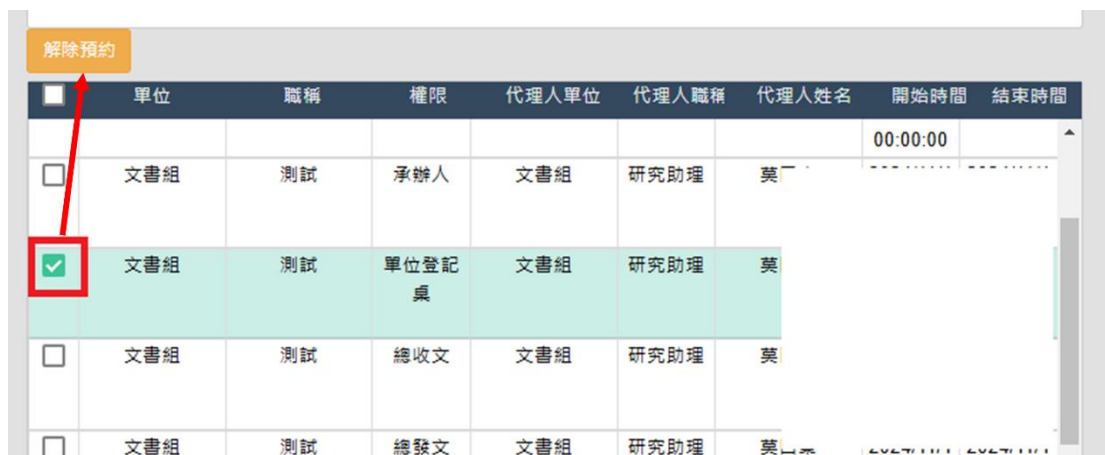 解除預約
單位 職稱 權限 代理人單位 代理人職稱 代理人姓名 開始時間 結束時間
00:00:00
文書組 測試 承辦人 文書組 研究助理 莫
文書組 測試 單位登記桌 文書組 研究助理 莫
文書組 測試 總收文 文書組 研究助理 莫
文書組 測試 總發文 文書組 研究助理 莫